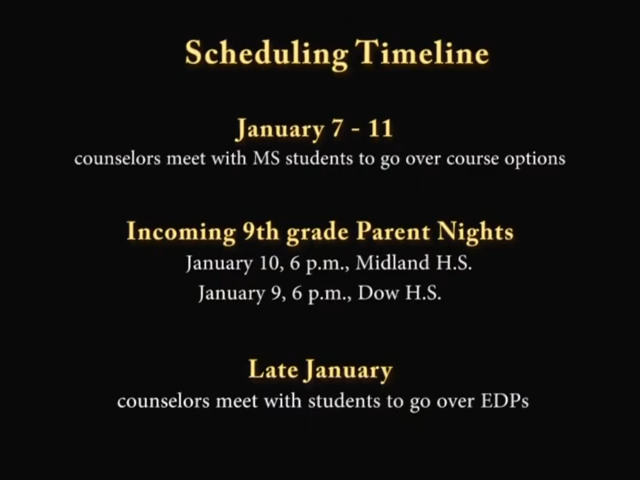 Scheduling Timeline
January 7 - 11
counselors meet with MS students to go over course options
Incoming 9th grade Parent Nights
January 10, 6 p.m., Midland H.S.
January 9, 6 p.m., Dow H.S.
Late January
counselors meet with students to go over EDPs